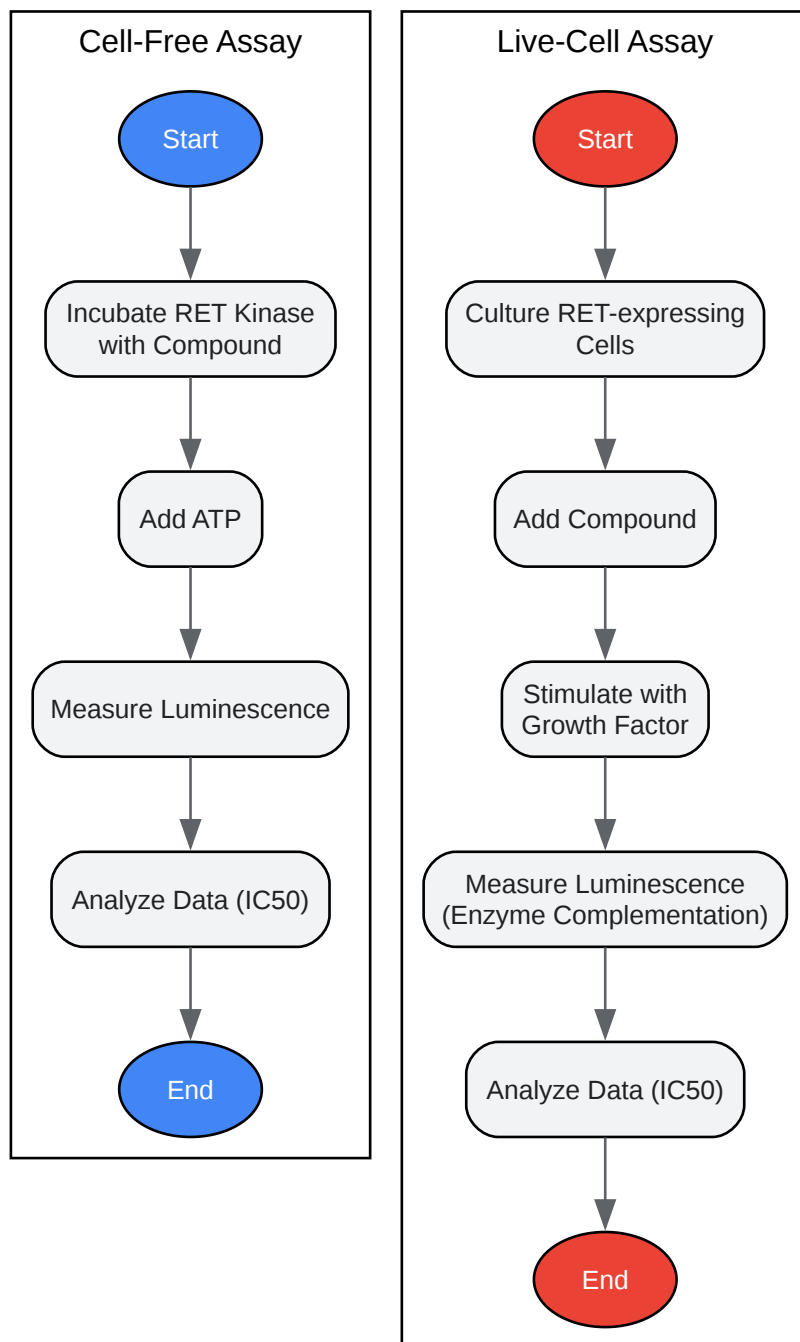 Cell-Free Assay
Start
Incubate RET Kinase
with Compound
Add ATP
Measure Luminescence
Analyze Data (IC50)
End
Live-Cell Assay
Start
Culture RET-expressing
Cells
Add Compound
Stimulate with
Growth Factor
Measure Luminescence
(Enzyme Complementation)
Analyze Data (IC50)
End